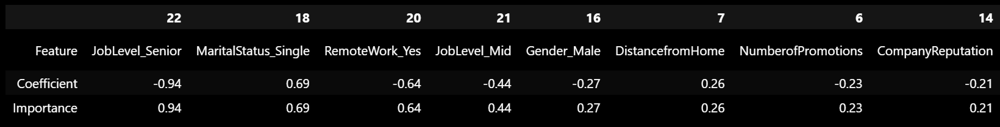 22 18 20 21 16 7 6 14
Feature JobLevel_Senior MaritalStatus_Single RemoteWork_Yes JobLevel_Mid Gender_Male DistancefromHome NumberofPromotions CompanyReputation
Coefficient -0.94 0.69 -0.64 -0.44 -0.27 0.26 -0.23 -0.21
Importance 0.94 0.69 0.64 0.44 0.27 0.26 0.23 0.21